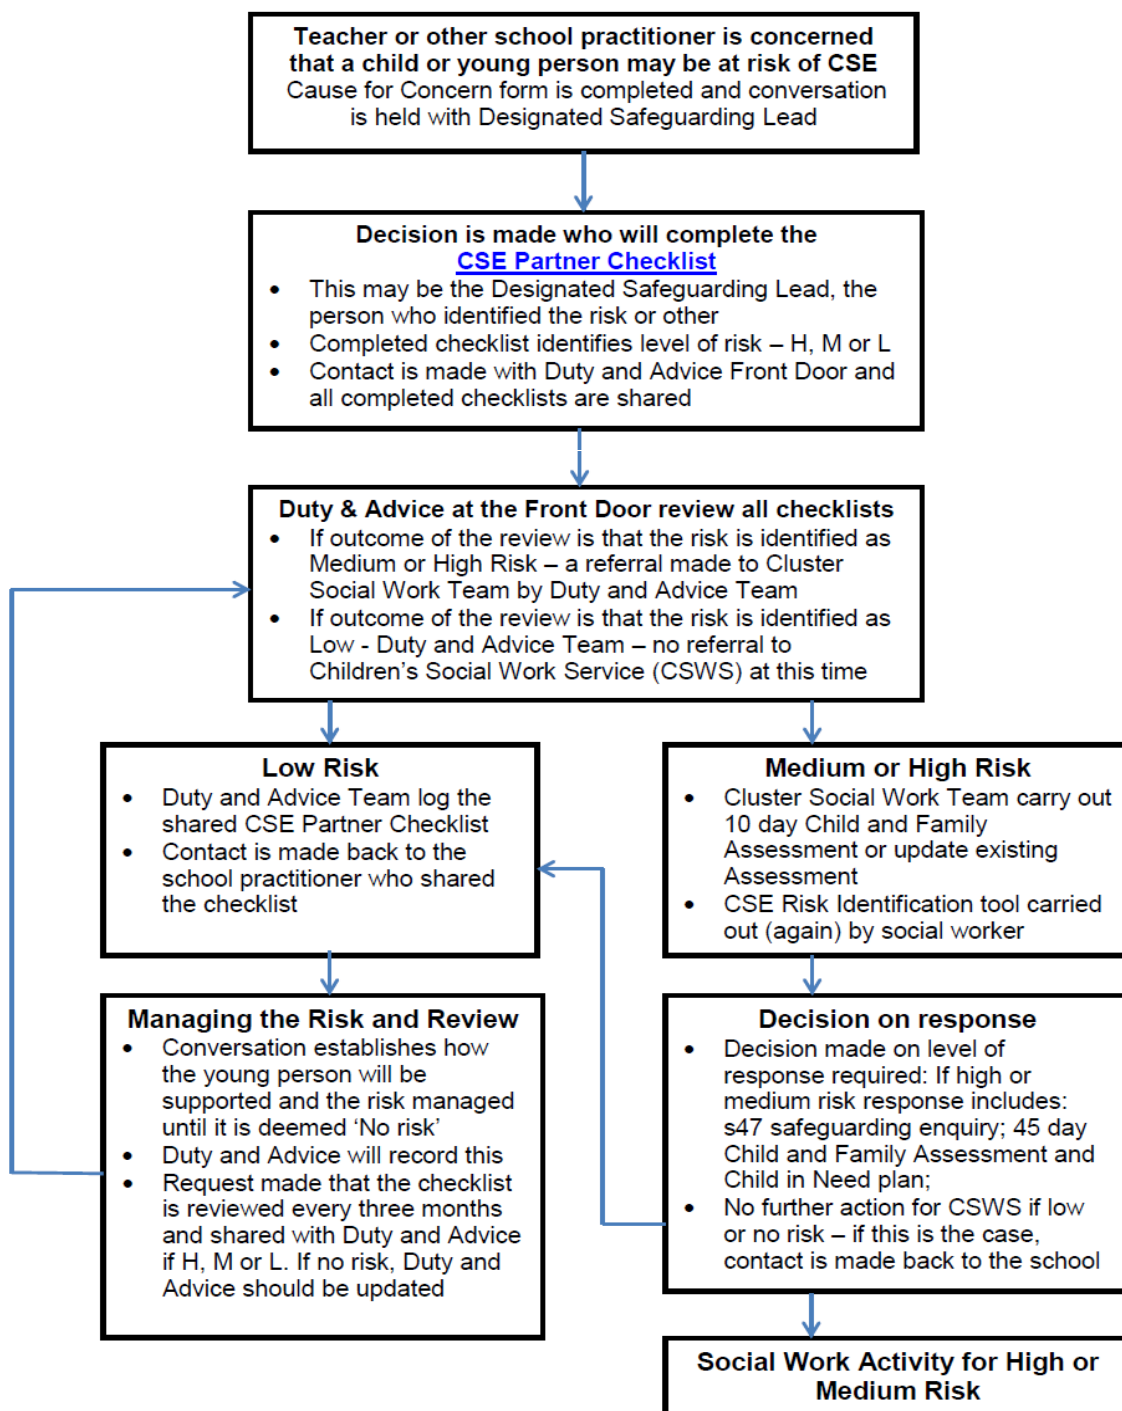 Teacher or other school practitioner is concerned
that a child or young person may be at risk of CSE
Cause for Concern form is completed and conversation
is held with Designated Safeguarding Lead
Decision is made who will complete the
CSE Partner Checklist
• This may be the Designated Safeguarding Lead, the
person who identified the risk or other
• Completed checklist identifies level of risk – H, M or L
• Contact is made with Duty and Advice Front Door and
all completed checklists are shared
Duty & Advice at the Front Door review all checklists
• If outcome of the review is that the risk is identified as
Medium or High Risk – a referral made to Cluster
Social Work Team by Duty and Advice Team
• If outcome of the review is that the risk is identified as
Low - Duty and Advice Team – no referral to
Children's Social Work Service (CSWS) at this time
Low Risk
• Duty and Advice Team log the
shared CSE Partner Checklist
• Contact is made back to the
school practitioner who shared
the checklist
Medium or High Risk
• Cluster Social Work Team carry out
10 day Child and Family
Assessment or update existing
Assessment
• CSE Risk Identification tool carried
out (again) by social worker
Managing the Risk and Review
• Conversation establishes how
the young person will be
supported and the risk managed
until it is deemed 'No risk'
• Duty and Advice will record this
• Request made that the checklist
is reviewed every three months
and shared with Duty and Advice
if H, M or L. If no risk, Duty and
Advice should be updated
Decision on response
• Decision made on level of
response required: If high or
medium risk response includes:
s47 safeguarding enquiry; 45 day
Child and Family Assessment and
Child in Need plan;
• No further action for CSWS if low
or no risk – if this is the case,
contact is made back to the school
Social Work Activity for High or
Medium Risk